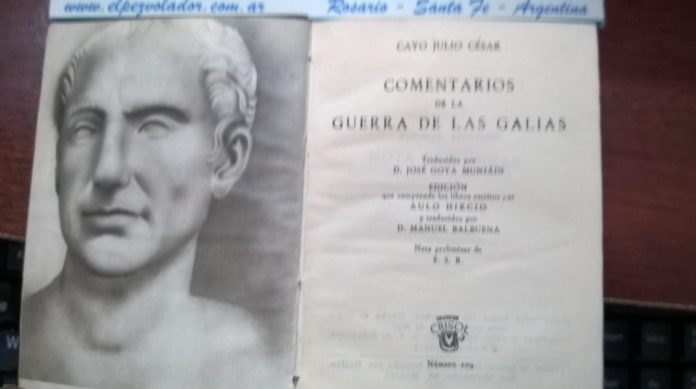 www.elpezvolador.com.ar
Rosario - Santa Fe - Argentina
CAYO JULIO CÉSAR
COMENTARIOS
DE LA
GUERRA DE LAS GALIAS
Traducidos por
D. JOSÉ GOYA MUNIÁIN
EDICIÓN
que comprende los libros escritos por
AULO HIRCIO
y traducidos por
D. MANUEL BALBUENA
Nota preliminar de
F. S. R.
CRISOL
Número